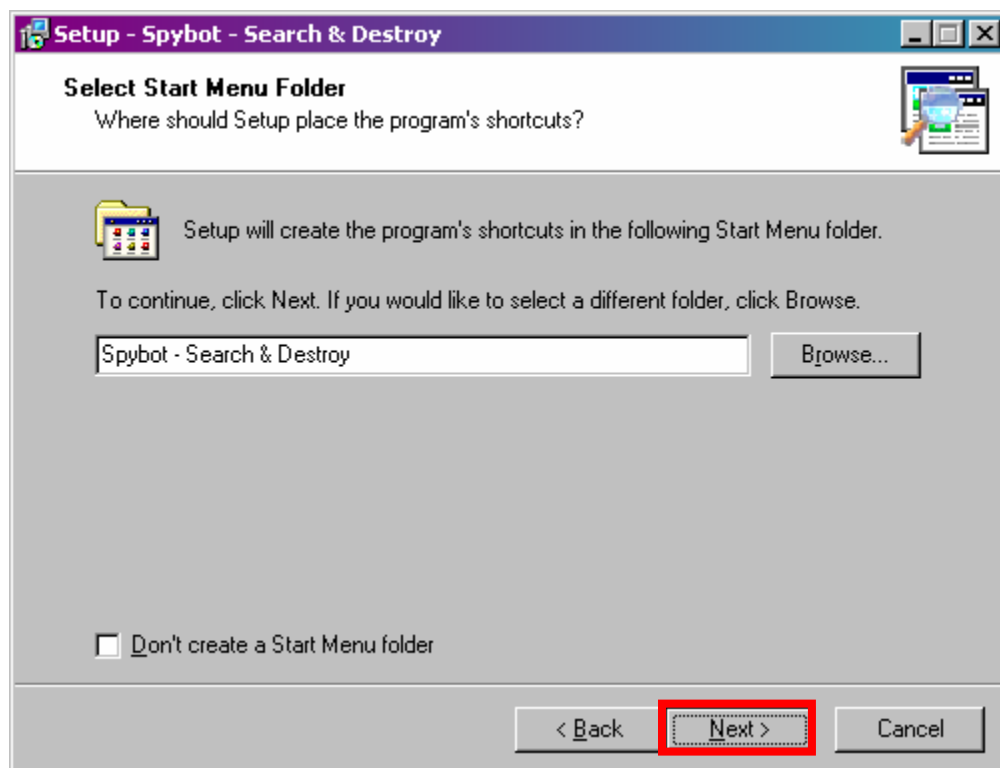 Setup - Spybot - Search & Destroy
Select Start Menu Folder
Where should Setup place the program's shortcuts?
Setup will create the program's shortcuts in the following Start Menu folder.
To continue, click Next. If you would like to select a different folder, click Browse.
Spybot - Search & Destroy
Browse...
Don't create a Start Menu folder
< Back
Next >
Cancel